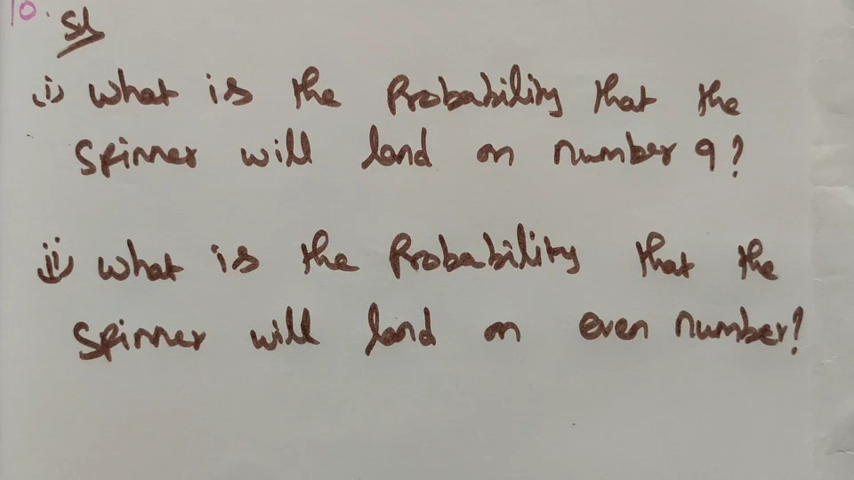 10.
Sol
i) What is the Probability that the
Spinner will land on number 9?
ii) What is the Probability that the
Spinner will land on even number?